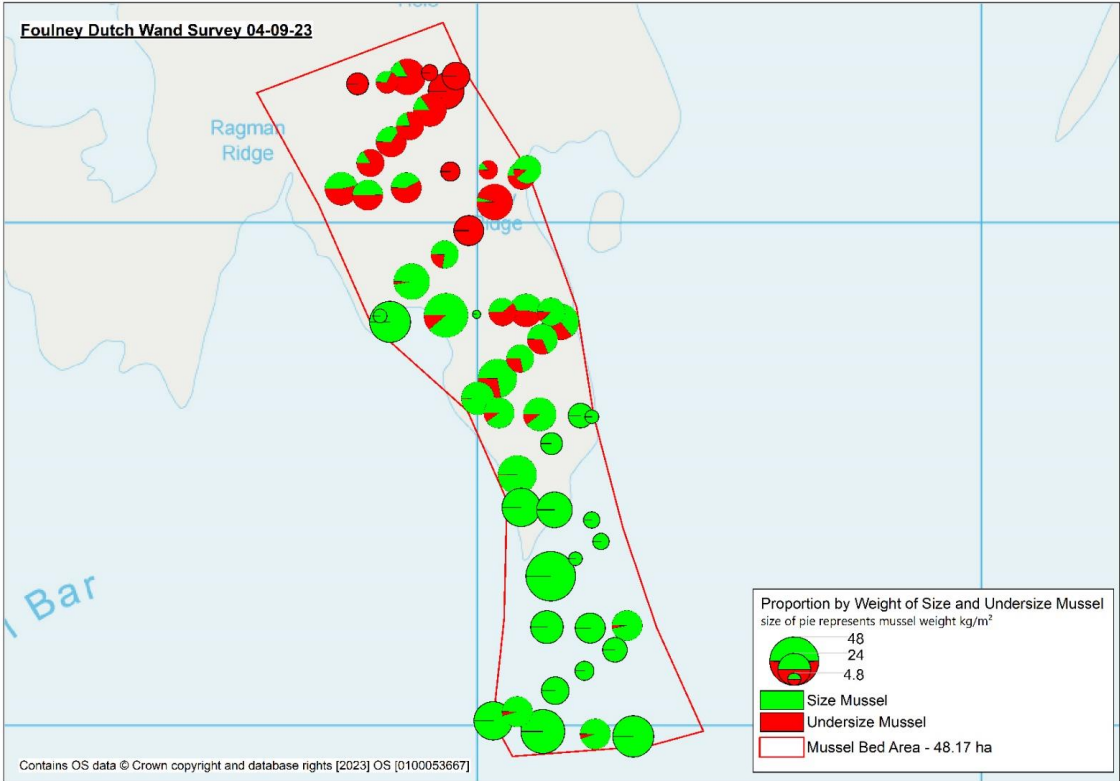 Foulney Dutch Wand Survey 04-09-23
Ragman
Ridge
Bar
Proportion by Weight of Size and Undersize Mussel
size of pie represents mussel weight kg/m²
48
24
4.8
Size Mussel
Undersize Mussel
Mussel Bed Area - 48.17 ha
Contains OS data © Crown copyright and database rights [2023] OS [0100053667]